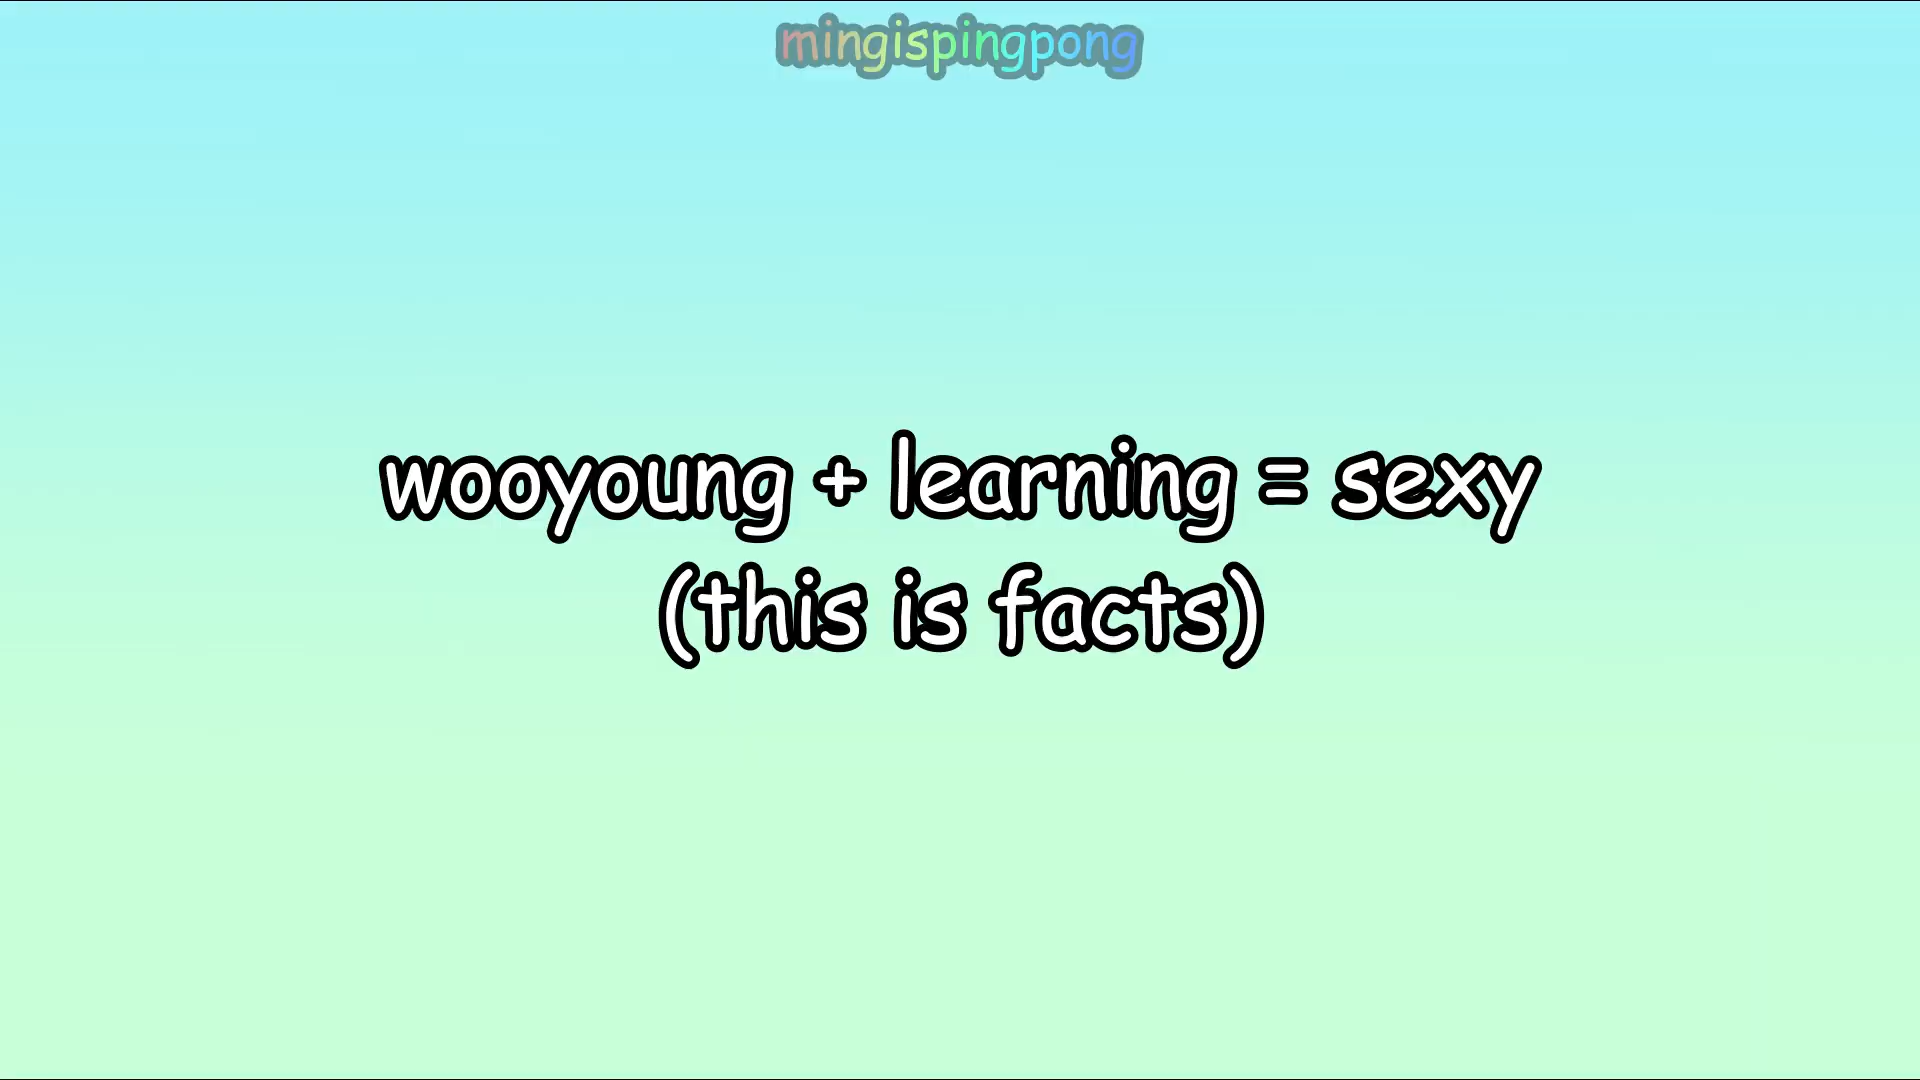 mingispingpong
wooyoung + learning = sexy
(this is facts)